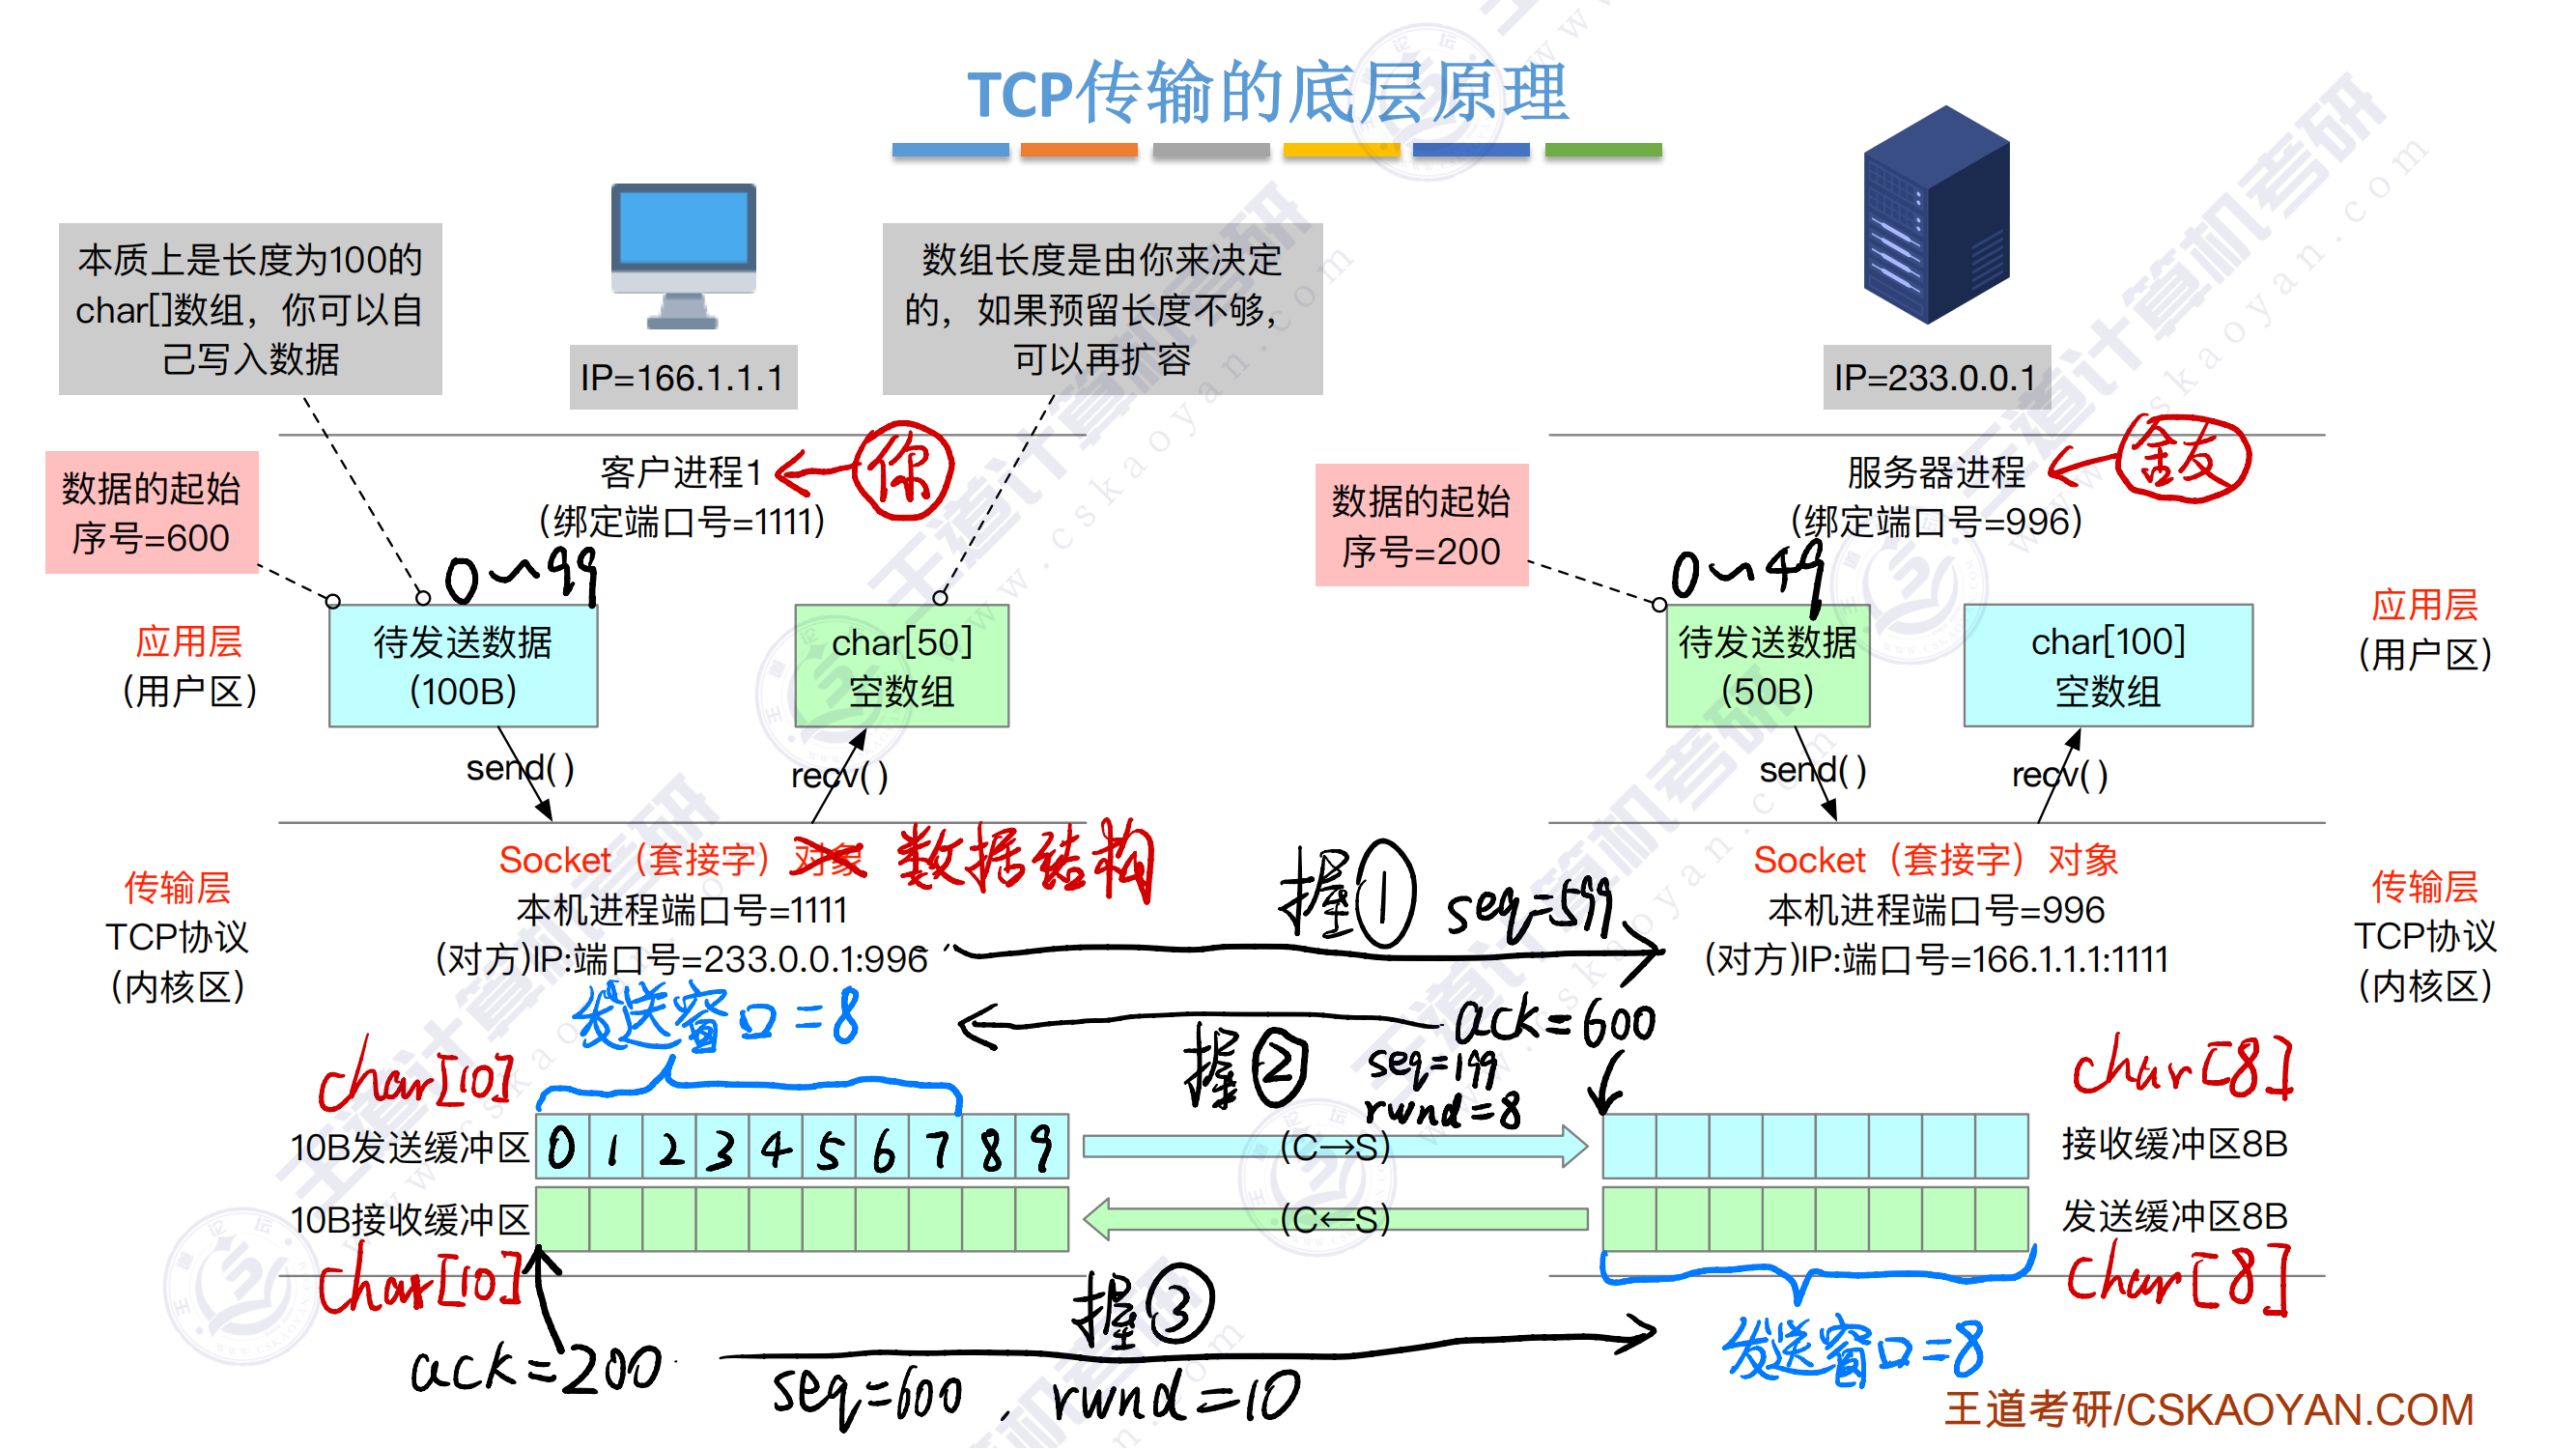 TCP传输的底层原理
本质上是长度为100的
char[]数组，你可以自
己写入数据
IP=166.1.1.1
数组长度是由你来决定
的，如果预留长度不够，
可以再扩容
IP=233.0.0.1
数据的起始
序号=600
客户进程1
(绑定端口号=1111)
你
0~99
数据的起始
序号=200
服务器进程
(绑定端口号=996)
0~49
应用层
(用户区)
待发送数据
(100B)
char[50]
空数组
待发送数据
(50B)
char[100]
空数组
应用层
(用户区)
send()
recv()
send()
recv()
传输层
TCP协议
(内核区)
Socket（套接字）对象
数据结构
本机进程端口号=1111
(对方)IP:端口号=233.0.0.1:996
握① seq=599
Socket（套接字）对象
本机进程端口号=996
(对方)IP:端口号=166.1.1.1:1111
传输层
TCP协议
(内核区)
发送窗口=8
握②
ack=600
seq=199
rwnd=8
char[10]
char[8]
10B发送缓冲区
0 1 2 3 4 5 6 7 8 9
(C→S)
接收缓冲区8B
10B接收缓冲区
(C←S)
发送缓冲区8B
char[10]
char[8]
握③
ack=200
seq=600, rwnd=10
发送窗口=8
王道考研/CSKAOYAN.COM
王道计算机考研
www.cskaoyan.com